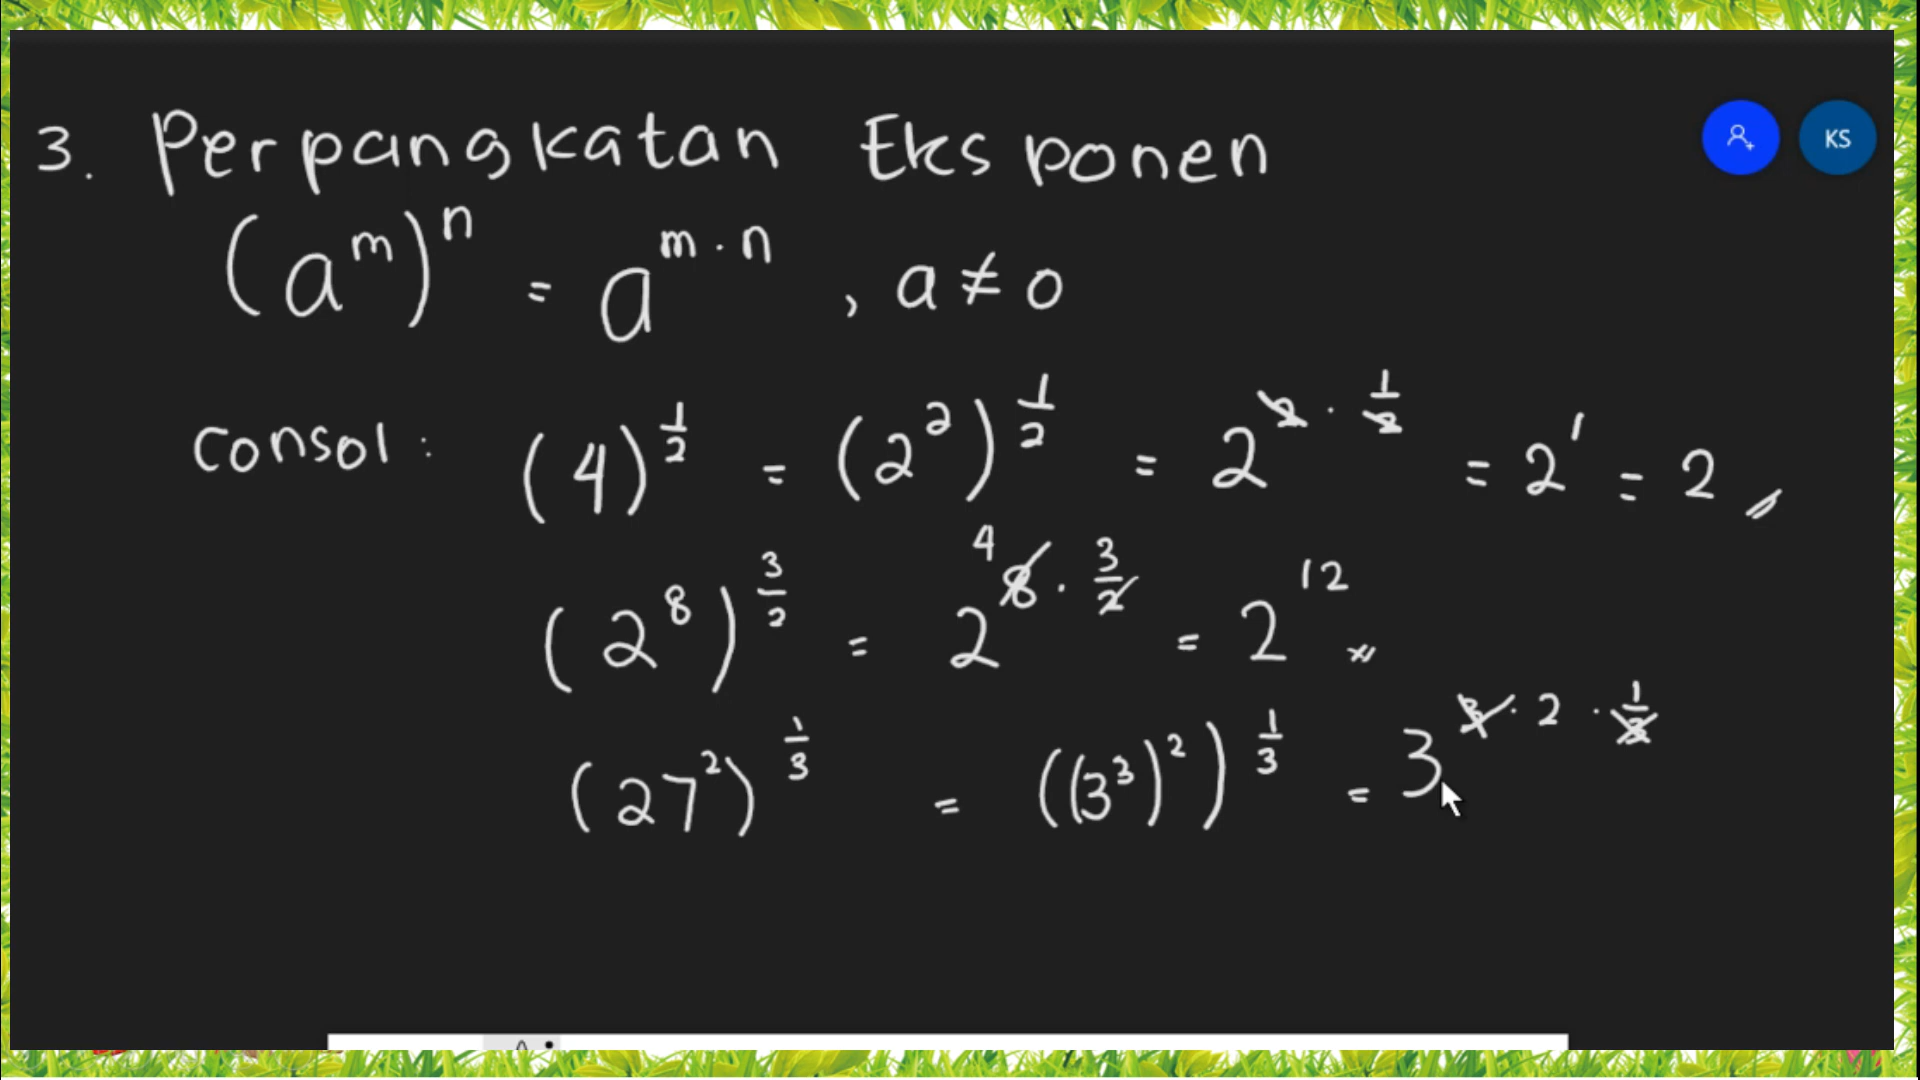 3. Perpangkatan Eksponen
KS
(a^m)^n = a^(m · n) , a ≠ 0
Consol : (4)^(1/2) = (2^2)^(1/2) = 2^(2 · 1/2) = 2^1 = 2
(2^8)^(3/2) = 2^(4 8 · 3/2) = 2^12
(27^2)^(1/3) = ((3^3)^2)^(1/3) = 3^(3 · 2 · 1/3)